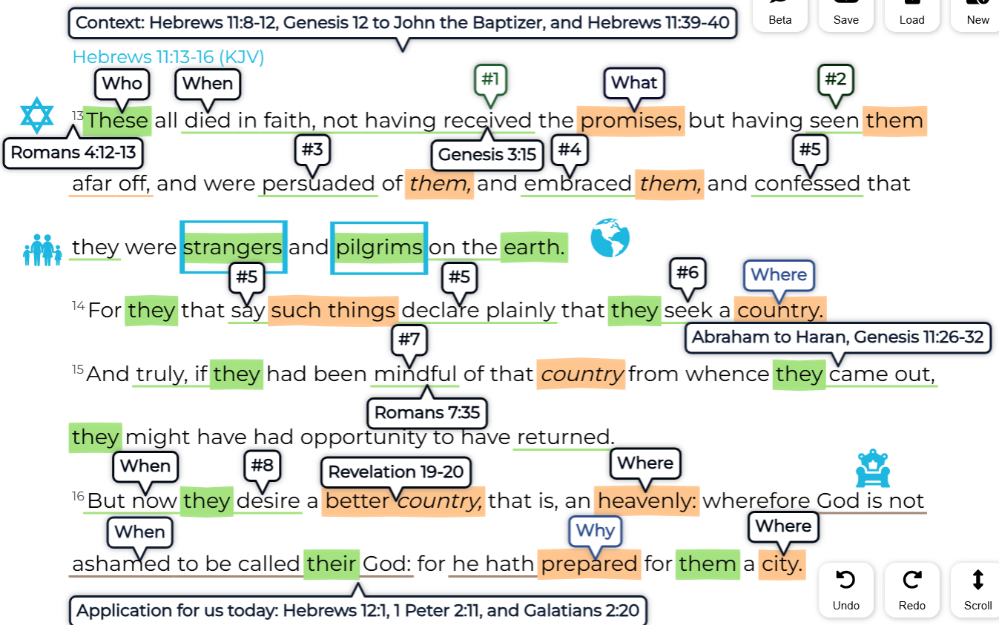 Context: Hebrews 11:8-12, Genesis 12 to John the Baptizer, and Hebrews 11:39-40
Beta Save Load New
Hebrews 11:13-16 (KJV)
Who When #1 What #2
13 These all died in faith, not having received the promises, but having seen them
Romans 4:12-13 #3 Genesis 3:15 #4 #5
afar off, and were persuaded of them, and embraced them, and confessed that
they were strangers and pilgrims on the earth.
#5 #5 #6 Where
14 For they that say such things declare plainly that they seek a country.
#7 Abraham to Haran, Genesis 11:26-32
15 And truly, if they had been mindful of that country from whence they came out,
Romans 7:35
they might have had opportunity to have returned.
When #8 Revelation 19-20 Where
16 But now they desire a better country, that is, an heavenly: wherefore God is not
When Why Where
ashamed to be called their God: for he hath prepared for them a city.
Application for us today: Hebrews 12:1, 1 Peter 2:11, and Galatians 2:20
Undo Redo Scroll